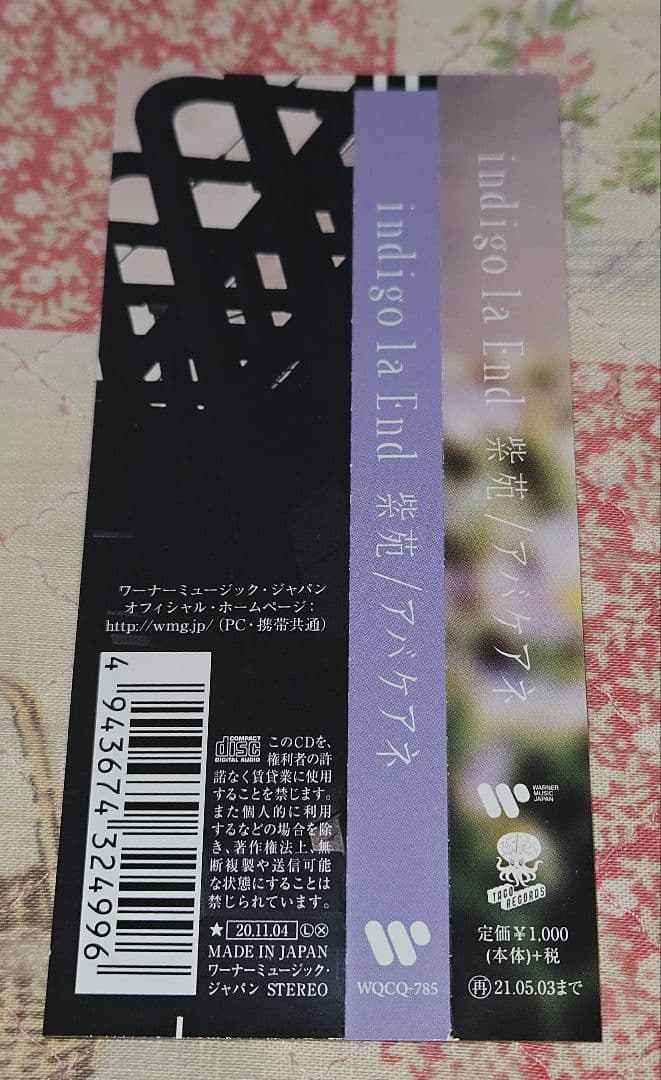 indigo la End 紫苑/アバケアネ
WARNER
MUSIC
JAPAN
TACO RECORDS
定価¥1,000
(本体)+税
再21.05.03まで
indigo la End 紫苑/アバケアネ
WQCQ-785
ワーナーミュージック・ジャパン
オフィシャル・ホームページ:
http://wmg.jp/(PC・携帯共通)
4943674324996
COMPACT
disc
DIGITAL AUDIO
このCDを、
権利者の許
諾なく賃貸業に使用
することを禁じます。
また個人的に利用
するなどの場合を除
き、著作権法上、無
断複製や送信可能
な状態にすることは
禁じられています。
★ 20.11.04 Ⓛⓧ
MADE IN JAPAN
ワーナーミュージック・
ジャパン STEREO